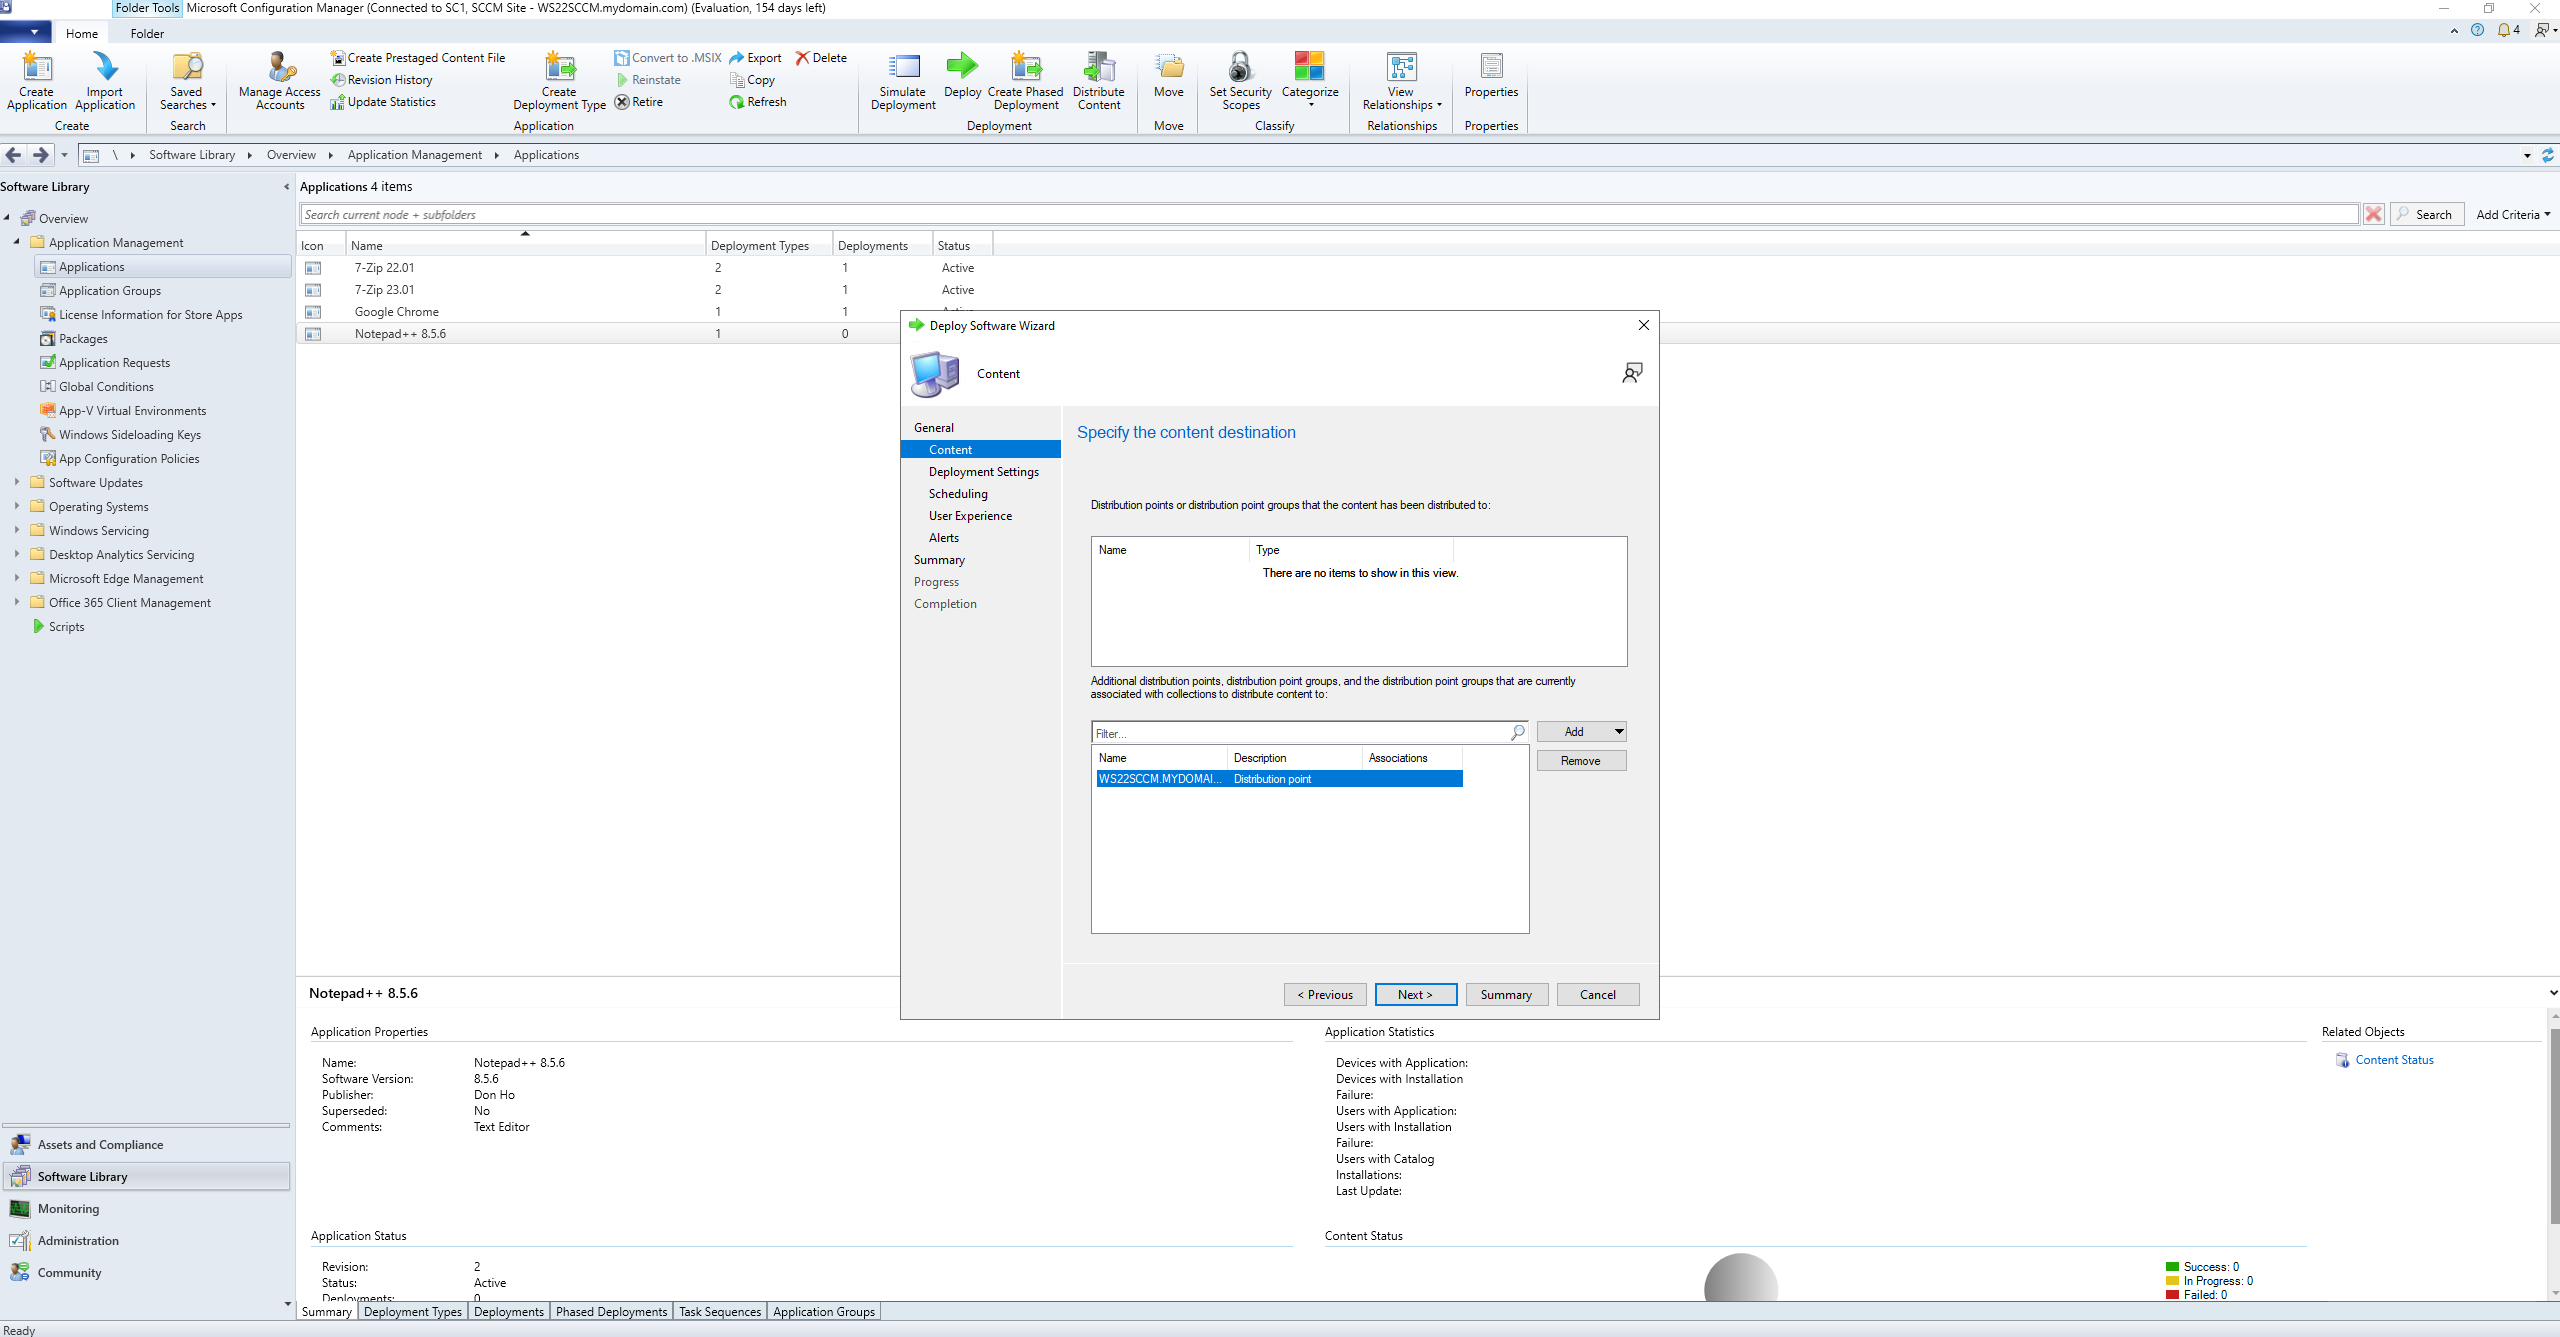 Folder Tools Microsoft Configuration Manager (Connected to SC1, SCCM Site - WS22SCCM.mydomain.com) (Evaluation, 154 days left)
Home Folder
4
Create Application
Import Application
Create
Saved Searches
Search
Manage Access Accounts
Create Prestaged Content File
Revision History
Update Statistics
Create Deployment Type
Convert to .MSIX
Reinstate
Retire
Export
Copy
Refresh
Delete
Application
Simulate Deployment
Deploy
Create Phased Deployment
Distribute Content
Deployment
Move
Move
Set Security Scopes
Categorize
Classify
View Relationships
Relationships
Properties
Properties
\ Software Library Overview Application Management Applications
Software Library
Overview
Application Management
Applications
Application Groups
License Information for Store Apps
Packages
Application Requests
Global Conditions
App-V Virtual Environments
Windows Sideloading Keys
App Configuration Policies
Software Updates
Operating Systems
Windows Servicing
Desktop Analytics Servicing
Microsoft Edge Management
Office 365 Client Management
Scripts
Assets and Compliance
Software Library
Monitoring
Administration
Community
Ready
Applications 4 items
Search current node + subfolders
Search
Add Criteria
Icon Name Deployment Types Deployments Status
7-Zip 22.01 2 1 Active
7-Zip 23.01 2 1 Active
Google Chrome 1 1
Notepad++ 8.5.6 1 0
Deploy Software Wizard
Content
General
Content
Deployment Settings
Scheduling
User Experience
Alerts
Summary
Progress
Completion
Specify the content destination
Distribution points or distribution point groups that the content has been distributed to:
Name Type
There are no items to show in this view.
Additional distribution points, distribution point groups, and the distribution point groups that are currently
associated with collections to distribute content to:
Filter...
Add
Remove
Name Description Associations
WS22SCCM.MYDOMAI... Distribution point
< Previous Next > Summary Cancel
Notepad++ 8.5.6
Application Properties
Name: Notepad++ 8.5.6
Software Version: 8.5.6
Publisher: Don Ho
Superseded: No
Comments: Text Editor
Application Status
Revision: 2
Status: Active
Deployments: 0
Application Statistics
Devices with Application:
Devices with Installation
Failure:
Users with Application:
Users with Installation
Failure:
Users with Catalog
Installations:
Last Update:
Content Status
Success: 0
In Progress: 0
Failed: 0
Related Objects
Content Status
Summary Deployment Types Deployments Phased Deployments Task Sequences Application Groups